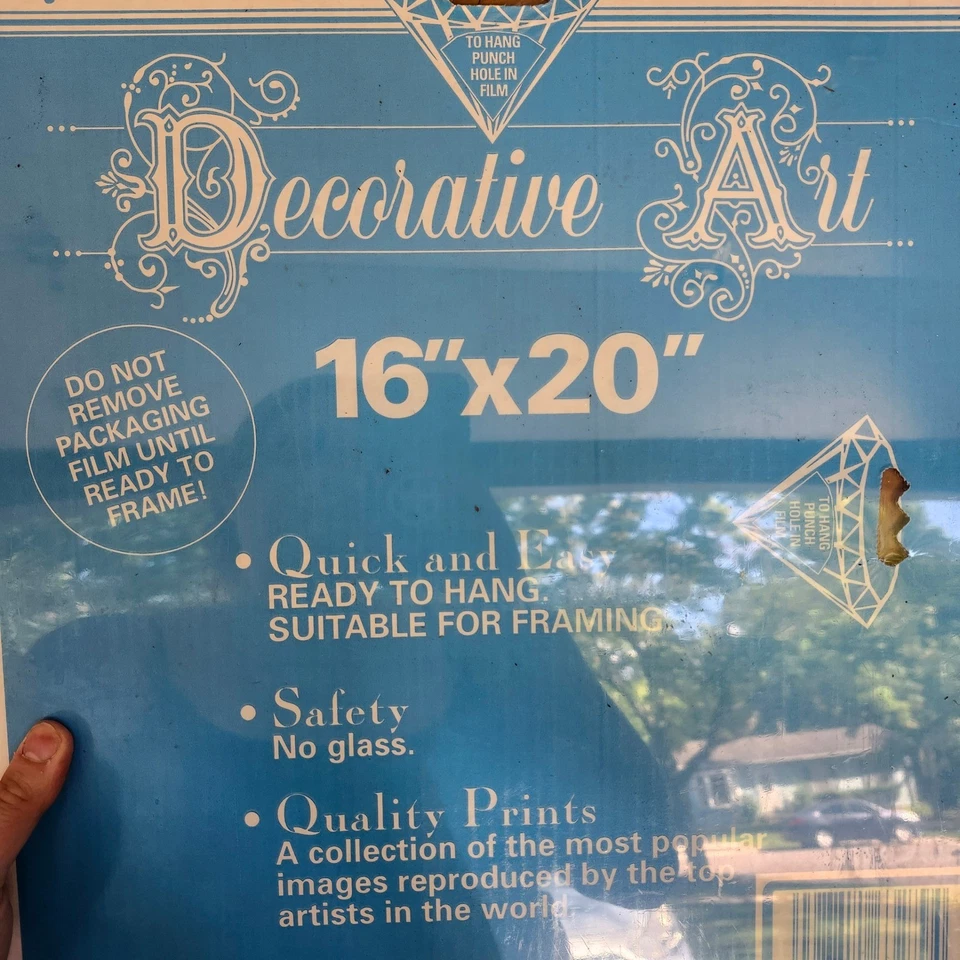 TO HANG
PUNCH
HOLE IN
FILM
Decorative Art
16"x20"
DO NOT
REMOVE
PACKAGING
FILM UNTIL
READY TO
FRAME!
TO HANG
PUNCH
HOLE IN
FILM
• Quick and Easy
READY TO HANG.
SUITABLE FOR FRAMING
• Safety
No glass.
• Quality Prints
A collection of the most popular
images reproduced by the top
artists in the world.